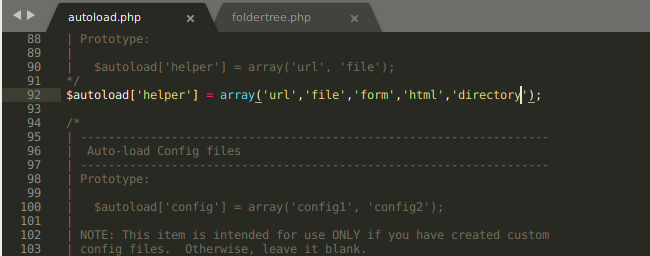 autoload.php × foldertree.php ×
88 | Prototype:
89 |
90 |   $autoload['helper'] = array('url', 'file');
91 */
92 $autoload['helper'] = array('url','file','form','html','directory');
93
94 /*
95 | -------------------------------------------------------------------
96 |  Auto-load Config files
97 | -------------------------------------------------------------------
98 | Prototype:
99 |
100 |   $autoload['config'] = array('config1', 'config2');
101 |
102 | NOTE: This item is intended for use ONLY if you have created custom
103 | config files.  Otherwise, leave it blank.